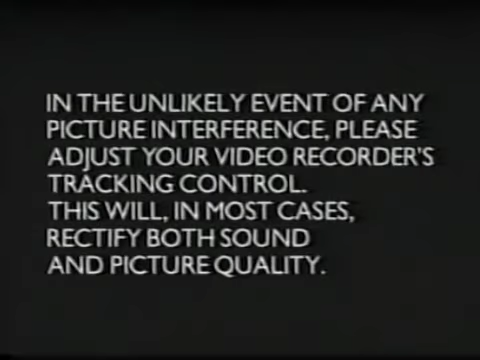 IN THE UNLIKELY EVENT OF ANY
PICTURE INTERFERENCE, PLEASE
ADJUST YOUR VIDEO RECORDER'S
TRACKING CONTROL.
THIS WILL, IN MOST CASES,
RECTIFY BOTH SOUND
AND PICTURE QUALITY.